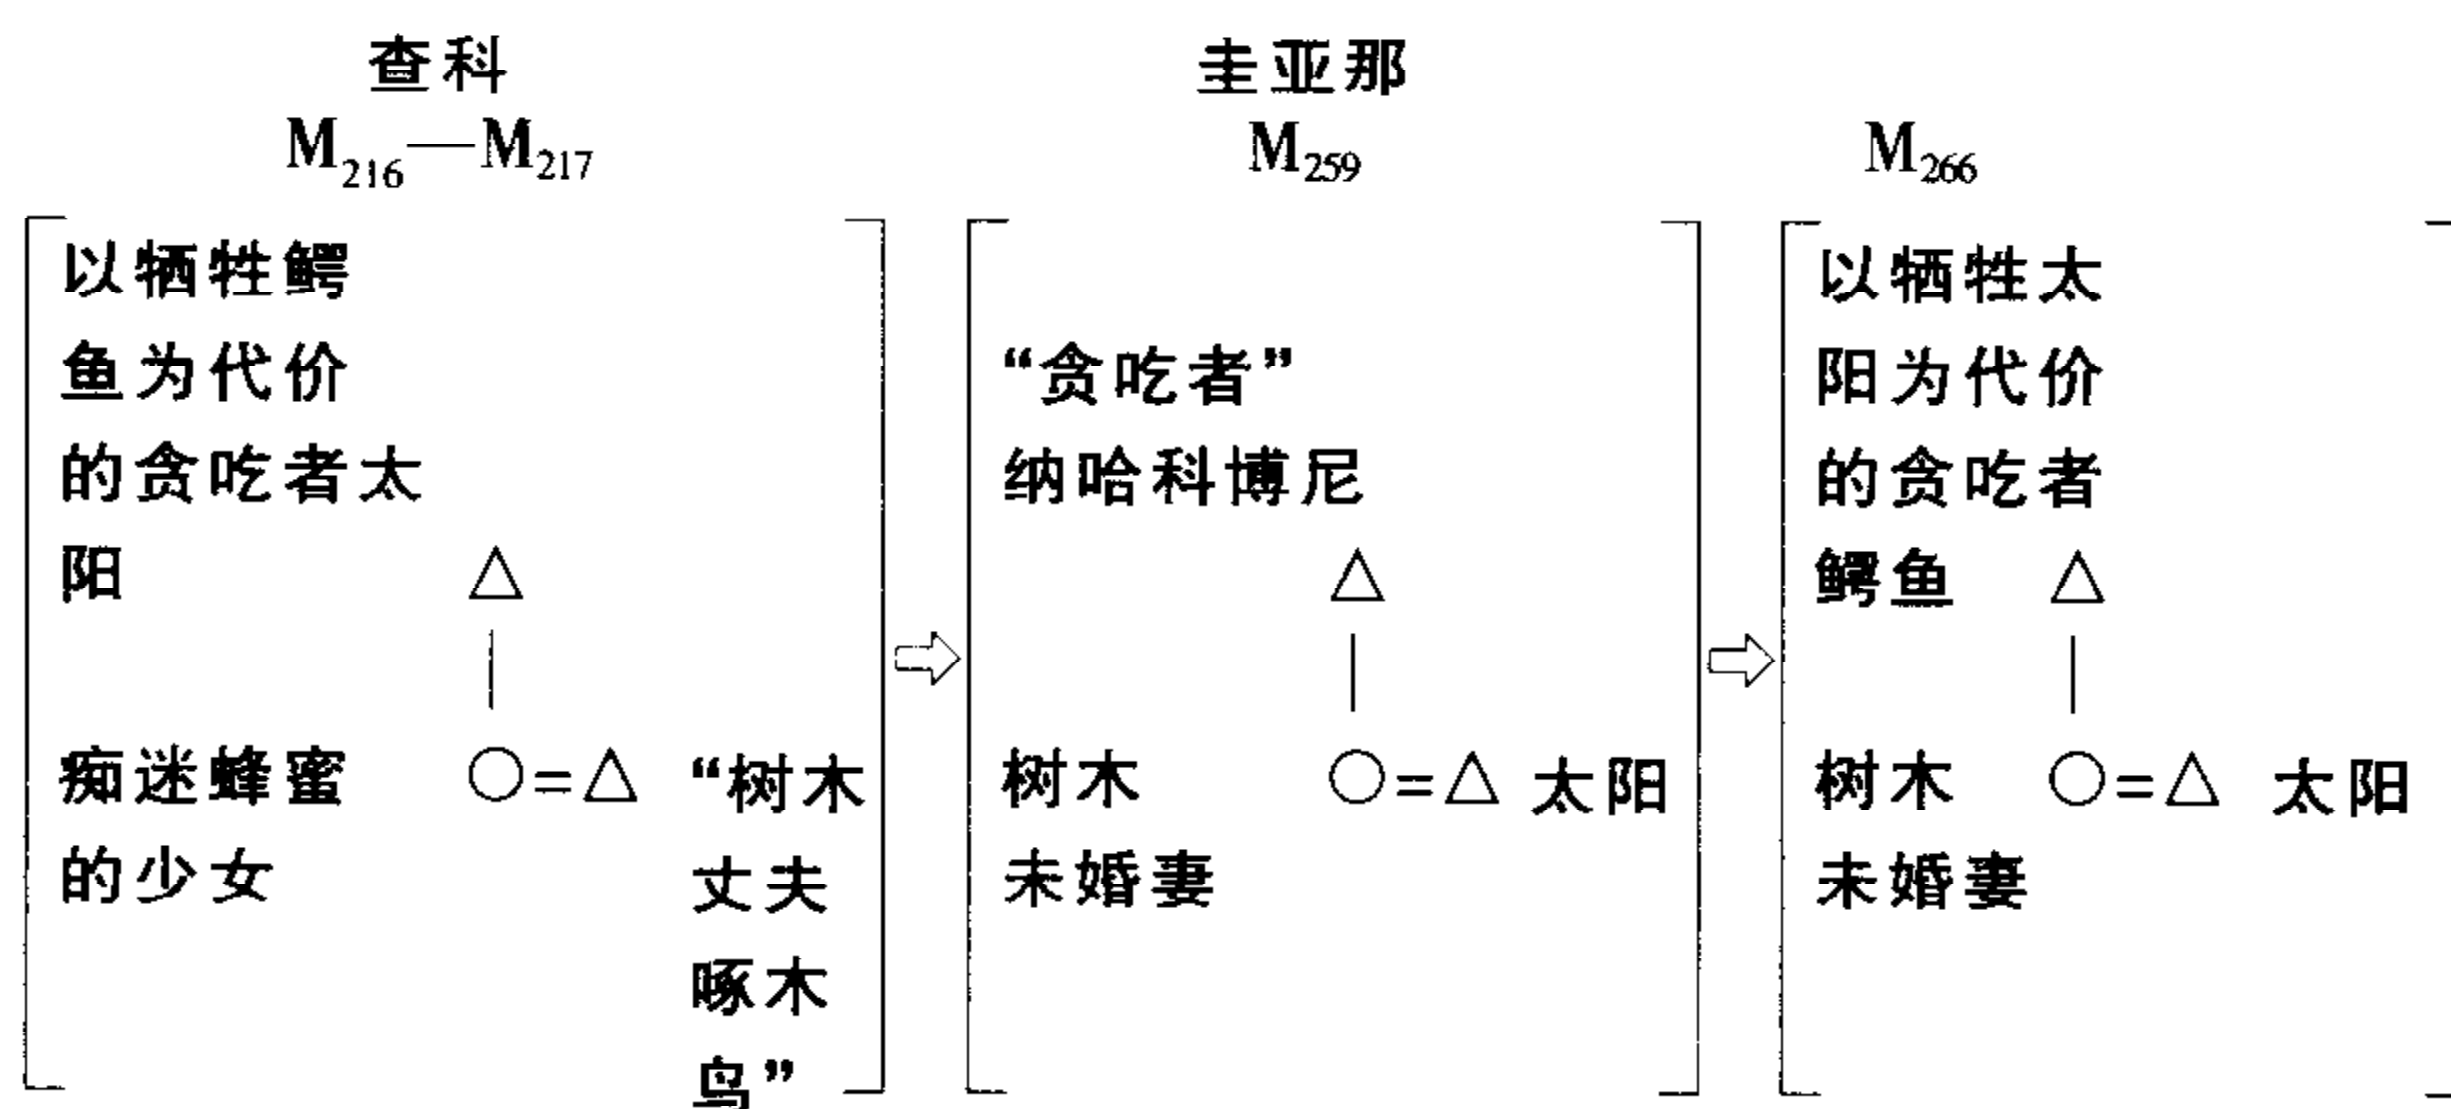 查科 圭亚那
M₂₁₆—M₂₁₇ M₂₅₉ M₂₆₆
以牺牲鳄 以牺牲太
鱼为代价 “贪吃者” 阳为代价
的贪吃者太 纳哈科博尼 的贪吃者
阳 △ △ 鳄鱼 △
痴迷蜂蜜 ○=△ “树木 树木 ○=△ 太阳 树木 ○=△ 太阳
的少女 丈夫 未婚妻 未婚妻
啄木
鸟”